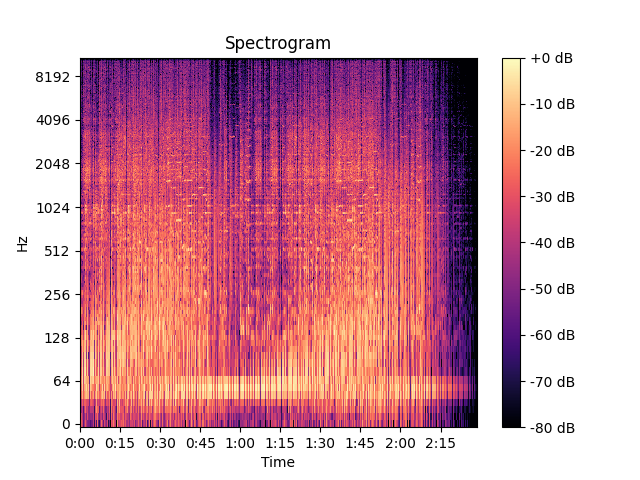 Spectrogram
8192
4096
2048
1024
512
256
128
64
0
Hz
0:00 0:15 0:30 0:45 1:00 1:15 1:30 1:45 2:00 2:15
Time
+0 dB
-10 dB
-20 dB
-30 dB
-40 dB
-50 dB
-60 dB
-70 dB
-80 dB